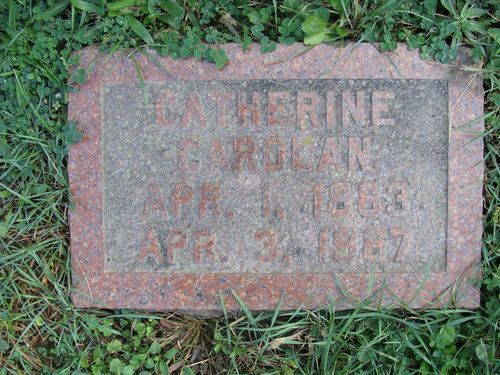 CATHERINE
CAROLAN
APR. 1, 1883
APR. 3, 1967